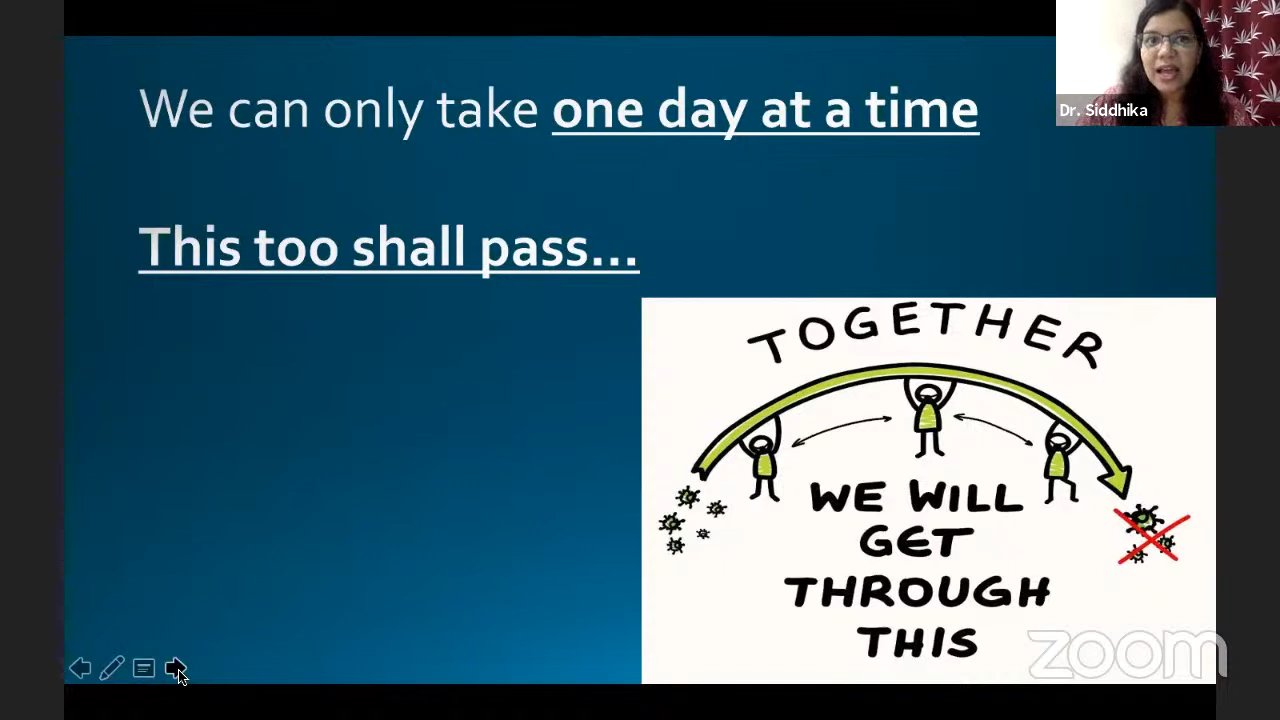 We can only take one day at a time
Dr. Siddhika
This too shall pass...
TOGETHER
WE WILL
GET
THROUGH
THIS
zoom